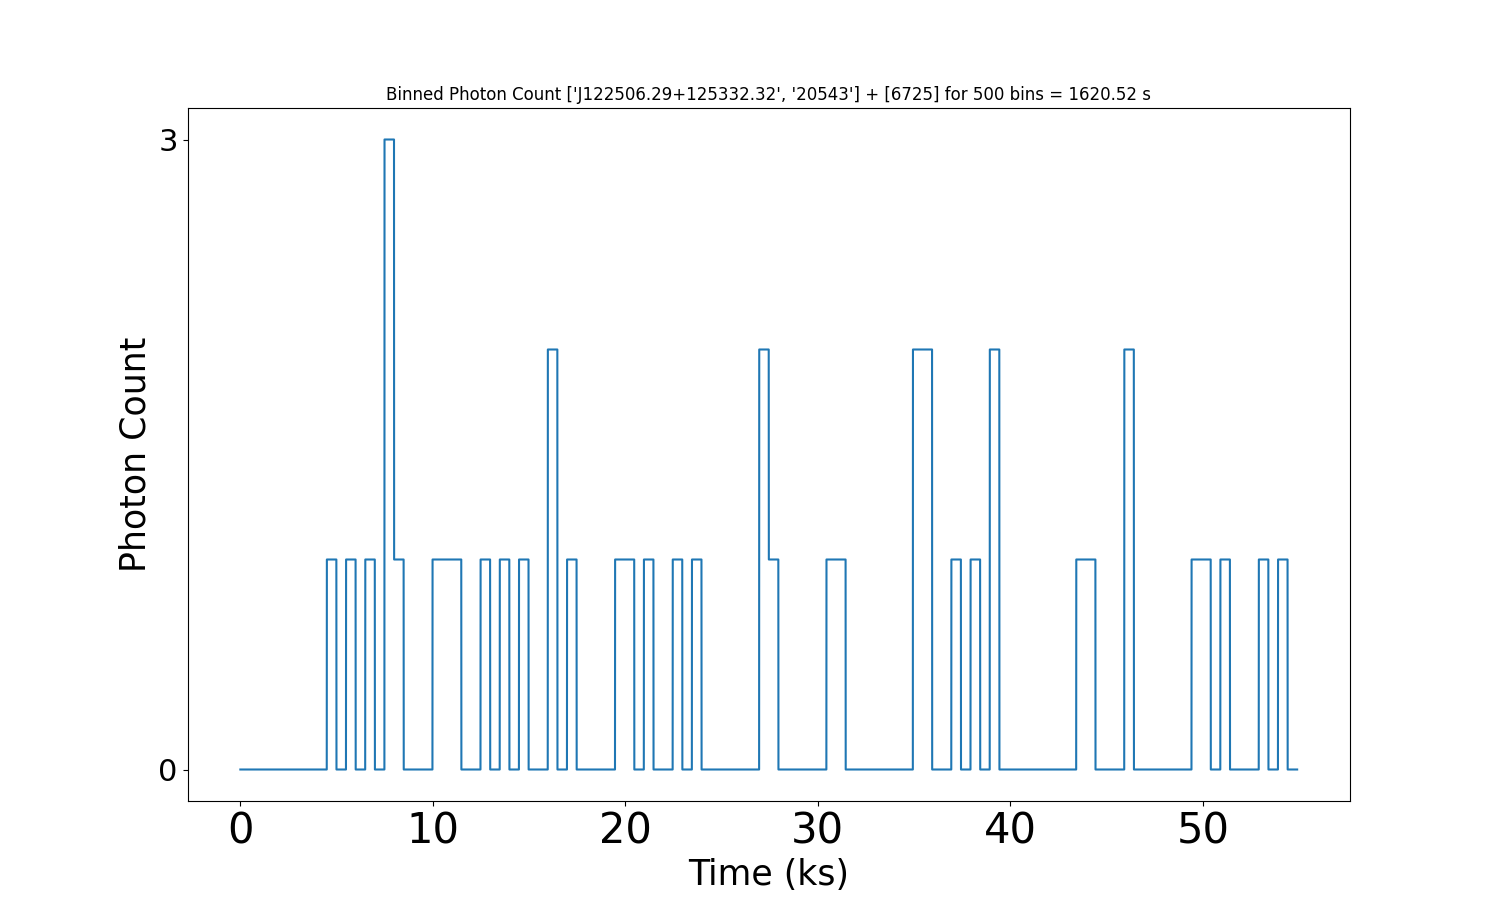 Binned Photon Count ['J122506.29+125332.32', '20543'] + [6725] for 500 bins = 1620.52 s
3
0
Photon Count
0 10 20 30 40 50
Time (ks)